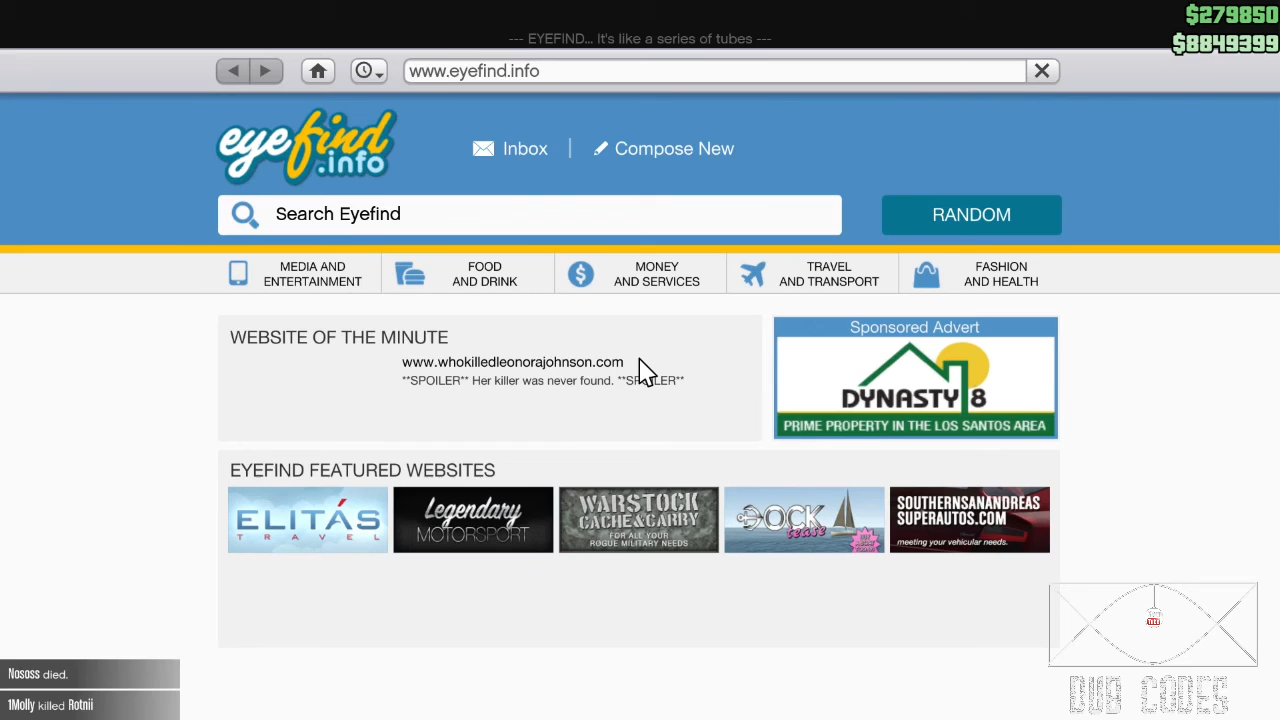 $279850
--- EYEFIND... It's like a series of tubes ---
$8849399
www.eyefind.info
eyefind.info
Inbox
Compose New
Search Eyefind
RANDOM
MEDIA AND ENTERTAINMENT
FOOD AND DRINK
MONEY AND SERVICES
TRAVEL AND TRANSPORT
FASHION AND HEALTH
WEBSITE OF THE MINUTE
www.whokilledleonorajohnson.com
**SPOILER** Her killer was never found. **SPOILER**
Sponsored Advert
DYNASTY 8
PRIME PROPERTY IN THE LOS SANTOS AREA
EYEFIND FEATURED WEBSITES
ELITÁS
TRAVEL
Legendary
MOTORSPORT
WARSTOCK
CACHE & CARRY
FOR ALL YOUR
ROGUE MILITARY NEEDS
DOCK
tease
SOUTHERNSANANDREAS
SUPERAUTOS.COM
meeting your vehicular needs.
Nososs died.
1Molly killed Rotnii
DUB CODES